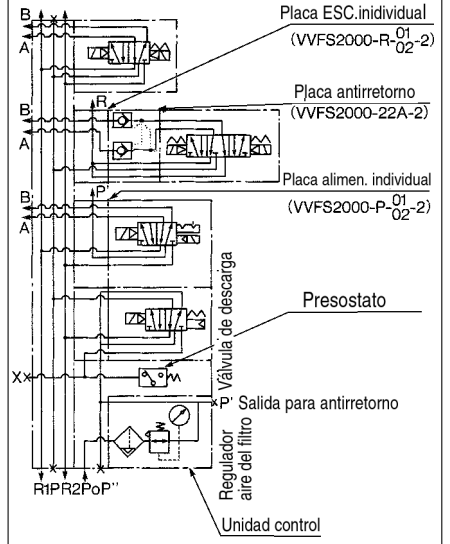 B
A
Placa ESC.inidividual
(VVFS2000-R-01/02-2)
R
Placa antirretorno
(VVFS2000-22A-2)
B
A
Placa alimen. individual
(VVFS2000-P-01/02-2)
P'
B
A
Válvula de descarga
Presostato
X
P' Salida para antirretorno
Regulador
aire del filtro
R1PR2PoP"
Unidad control